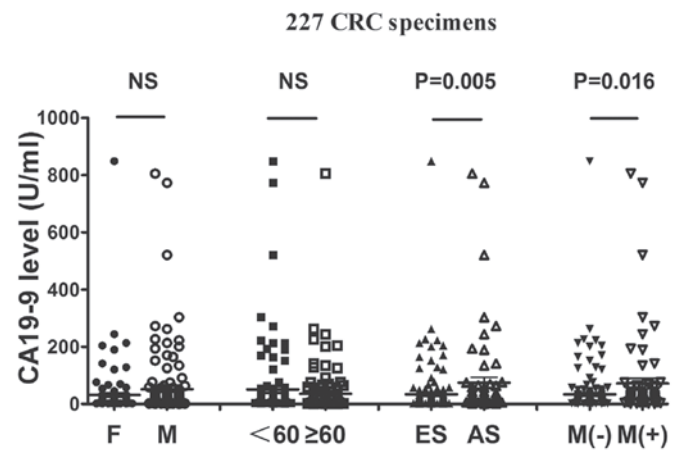 227 CRC specimens
NS NS P=0.005 P=0.016
CA19-9 level (U/ml)
1000
800
600
400
200
0
F M <60 ≥60 ES AS M(-) M(+)